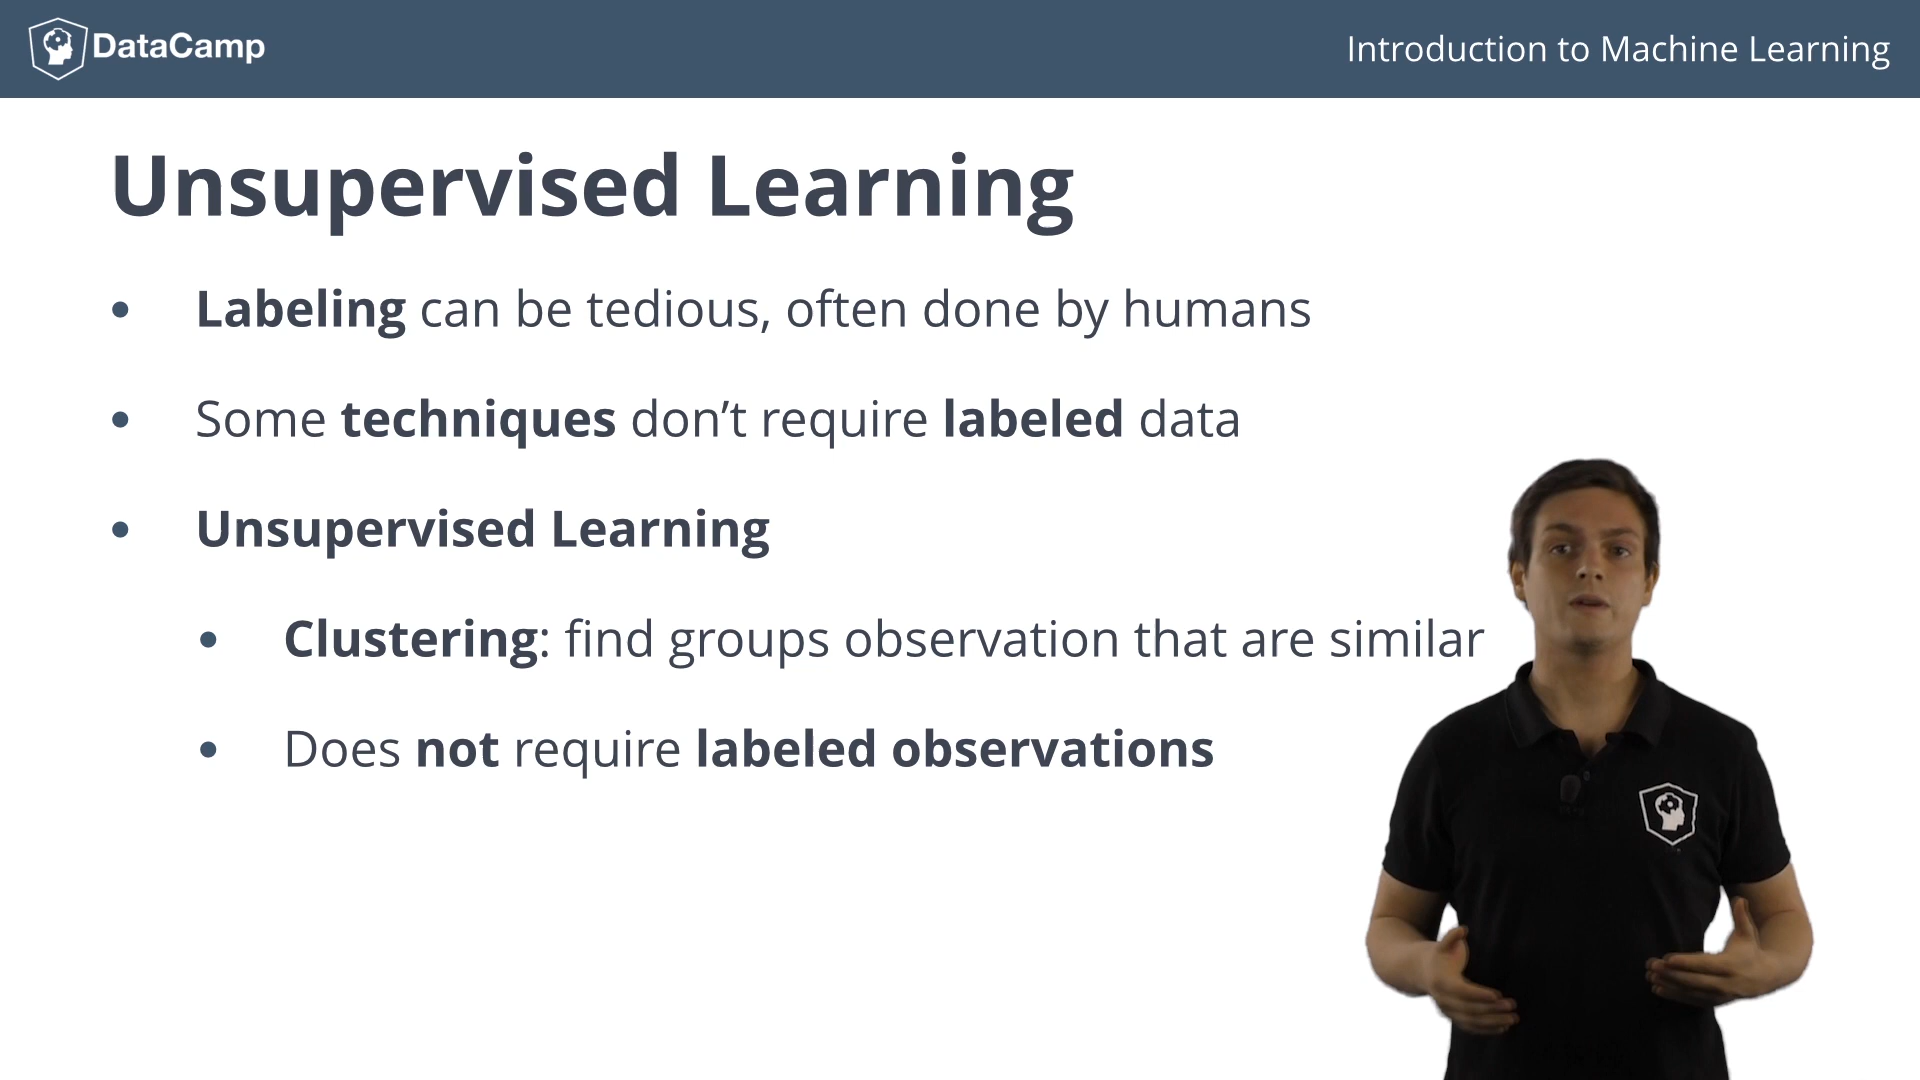 DataCamp
Introduction to Machine Learning
Unsupervised Learning
• Labeling can be tedious, often done by humans
• Some techniques don’t require labeled data
• Unsupervised Learning
• Clustering: find groups observation that are similar
• Does not require labeled observations